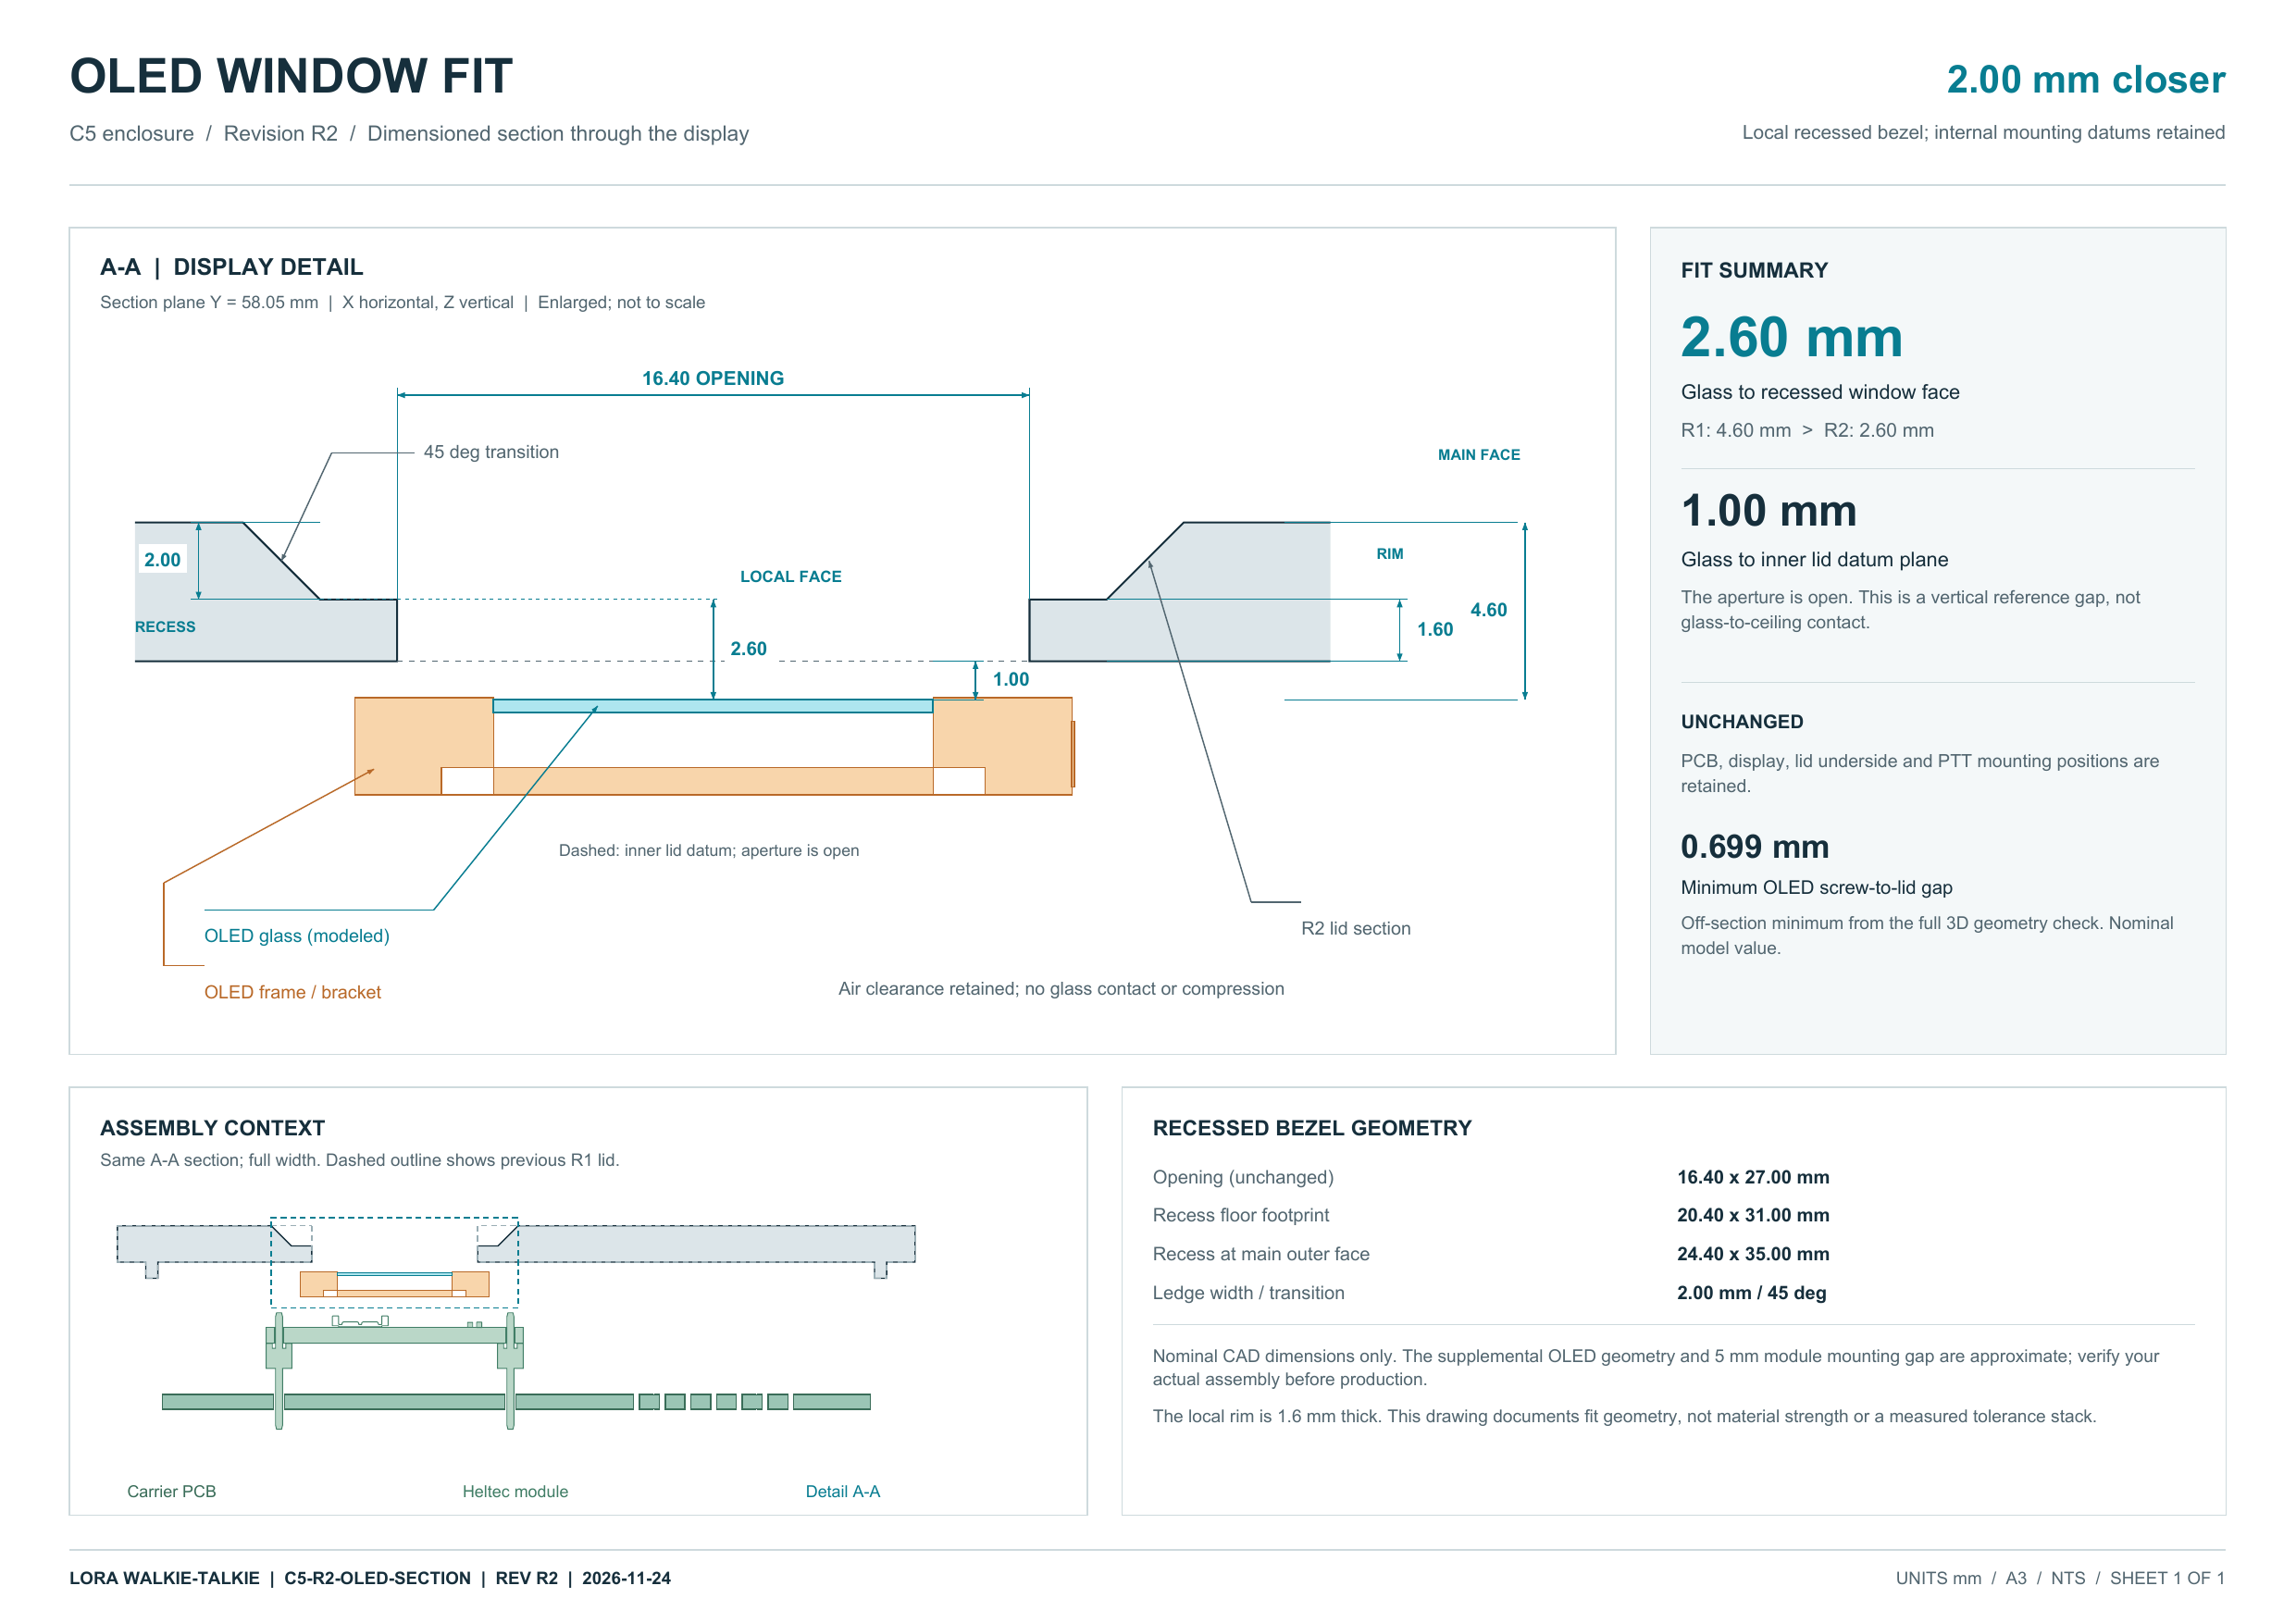 OLED WINDOW FIT
2.00 mm closer
C5 enclosure / Revision R2 / Dimensioned section through the display
Local recessed bezel; internal mounting datums retained
A-A | DISPLAY DETAIL
Section plane Y = 58.05 mm | X horizontal, Z vertical | Enlarged; not to scale
16.40 OPENING
45 deg transition
MAIN FACE
2.00
RIM
LOCAL FACE
4.60
RECESS
1.60
2.60
1.00
Dashed: inner lid datum; aperture is open
OLED glass (modeled)
R2 lid section
OLED frame / bracket
Air clearance retained; no glass contact or compression
FIT SUMMARY
2.60 mm
Glass to recessed window face
R1: 4.60 mm > R2: 2.60 mm
1.00 mm
Glass to inner lid datum plane
The aperture is open. This is a vertical reference gap, not
glass-to-ceiling contact.
UNCHANGED
PCB, display, lid underside and PTT mounting positions are
retained.
0.699 mm
Minimum OLED screw-to-lid gap
Off-section minimum from the full 3D geometry check. Nominal
model value.
ASSEMBLY CONTEXT
Same A-A section; full width. Dashed outline shows previous R1 lid.
Carrier PCB
Heltec module
Detail A-A
RECESSED BEZEL GEOMETRY
Opening (unchanged) 16.40 x 27.00 mm
Recess floor footprint 20.40 x 31.00 mm
Recess at main outer face 24.40 x 35.00 mm
Ledge width / transition 2.00 mm / 45 deg
Nominal CAD dimensions only. The supplemental OLED geometry and 5 mm module mounting gap are approximate; verify your
actual assembly before production.
The local rim is 1.6 mm thick. This drawing documents fit geometry, not material strength or a measured tolerance stack.
LORA WALKIE-TALKIE | C5-R2-OLED-SECTION | REV R2 | 2026-11-24
UNITS mm / A3 / NTS / SHEET 1 OF 1